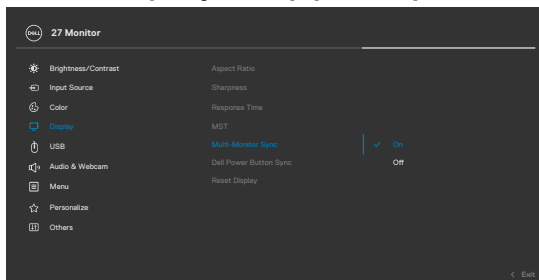 DELL 27 Monitor
Brightness/Contrast
Input Source
Color
Display
USB
Audio & Webcam
Menu
Personalize
Others
Aspect Ratio
Sharpness
Response Time
MST
Multi-Monitor Sync
Dell Power Button Sync
Reset Display
✓ On
Off
< Exit